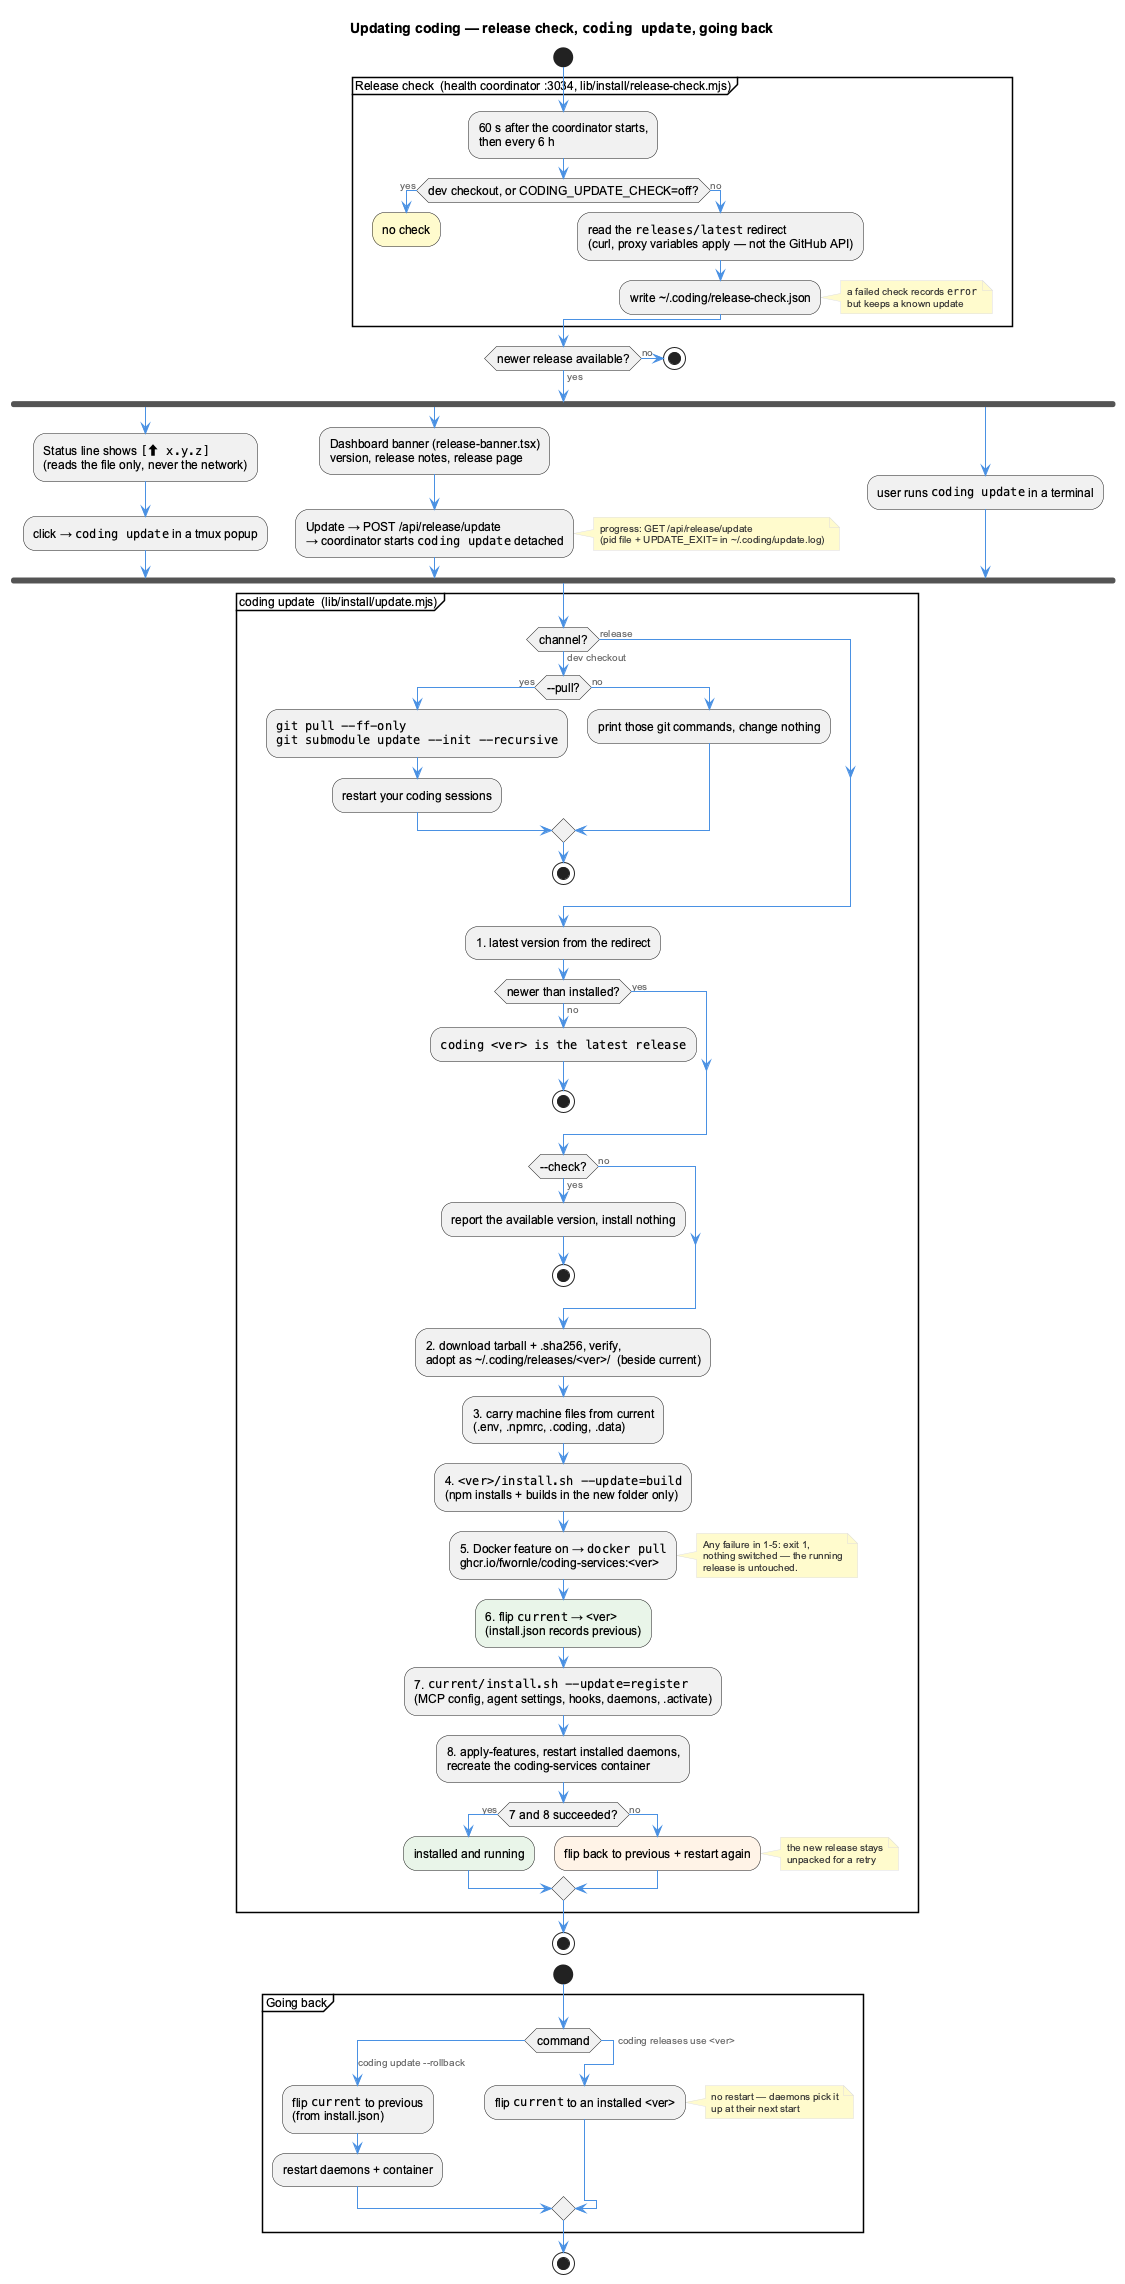 Updating coding — release check, coding update, going back
Release check  (health coordinator :3034, lib/install/release-check.mjs)
60 s after the coordinator starts,
then every 6 h
yes
dev checkout, or CODING_UPDATE_CHECK=off?
no
no check
read the releases/latest redirect
(curl, proxy variables apply — not the GitHub API)
write ~/.coding/release-check.json
a failed check records error
but keeps a known update
newer release available?
no
yes
Status line shows [⬆ x.y.z]
(reads the file only, never the network)
click → coding update in a tmux popup
Dashboard banner (release-banner.tsx)
version, release notes, release page
Update → POST /api/release/update
→ coordinator starts coding update detached
progress: GET /api/release/update
(pid file + UPDATE_EXIT= in ~/.coding/update.log)
user runs coding update in a terminal
coding update  (lib/install/update.mjs)
channel?
release
dev checkout
yes
--pull?
no
git pull --ff-only
git submodule update --init --recursive
restart your coding sessions
print those git commands, change nothing
1. latest version from the redirect
newer than installed?
yes
no
coding <ver> is the latest release
--check?
no
yes
report the available version, install nothing
2. download tarball + .sha256, verify,
adopt as ~/.coding/releases/<ver>/  (beside current)
3. carry machine files from current
(.env, .npmrc, .coding, .data)
4. <ver>/install.sh --update=build
(npm installs + builds in the new folder only)
5. Docker feature on → docker pull
ghcr.io/fwornle/coding-services:<ver>
Any failure in 1-5: exit 1,
nothing switched — the running
release is untouched.
6. flip current → <ver>
(install.json records previous)
7. current/install.sh --update=register
(MCP config, agent settings, hooks, daemons, .activate)
8. apply-features, restart installed daemons,
recreate the coding-services container
yes
7 and 8 succeeded?
no
installed and running
flip back to previous + restart again
the new release stays
unpacked for a retry
Going back
command
coding releases use <ver>
coding update --rollback
flip current to previous
(from install.json)
restart daemons + container
flip current to an installed <ver>
no restart — daemons pick it
up at their next start